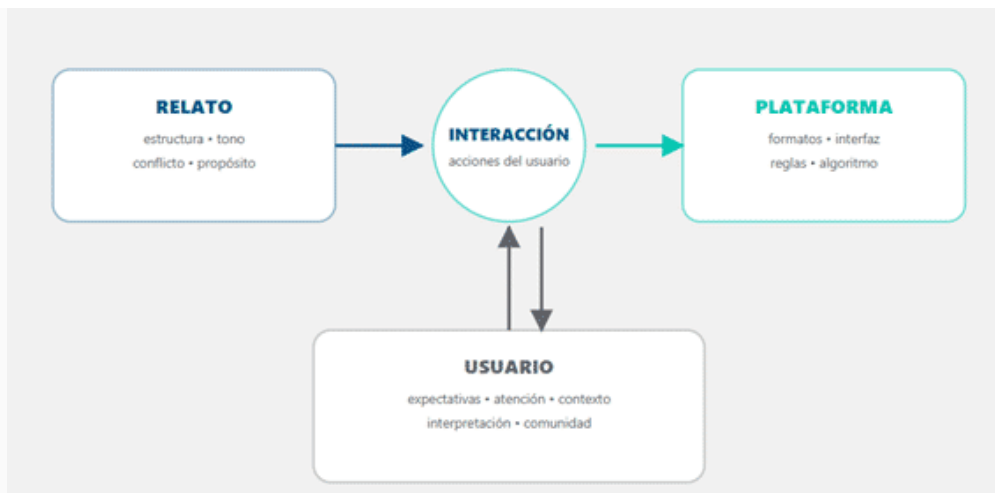 RELATO
estructura • tono
conflicto • propósito
INTERACCIÓN
acciones del usuario
PLATAFORMA
formatos • interfaz
reglas • algoritmo
USUARIO
expectativas • atención • contexto
interpretación • comunidad